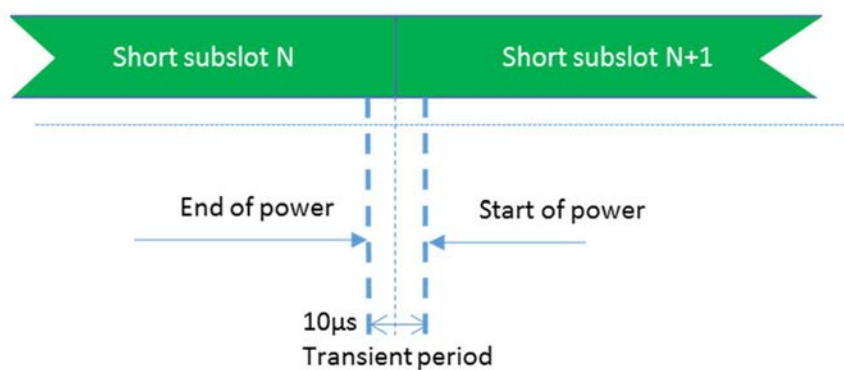 Short subslot N
Short subslot N+1
End of power
Start of power
10µs
Transient period